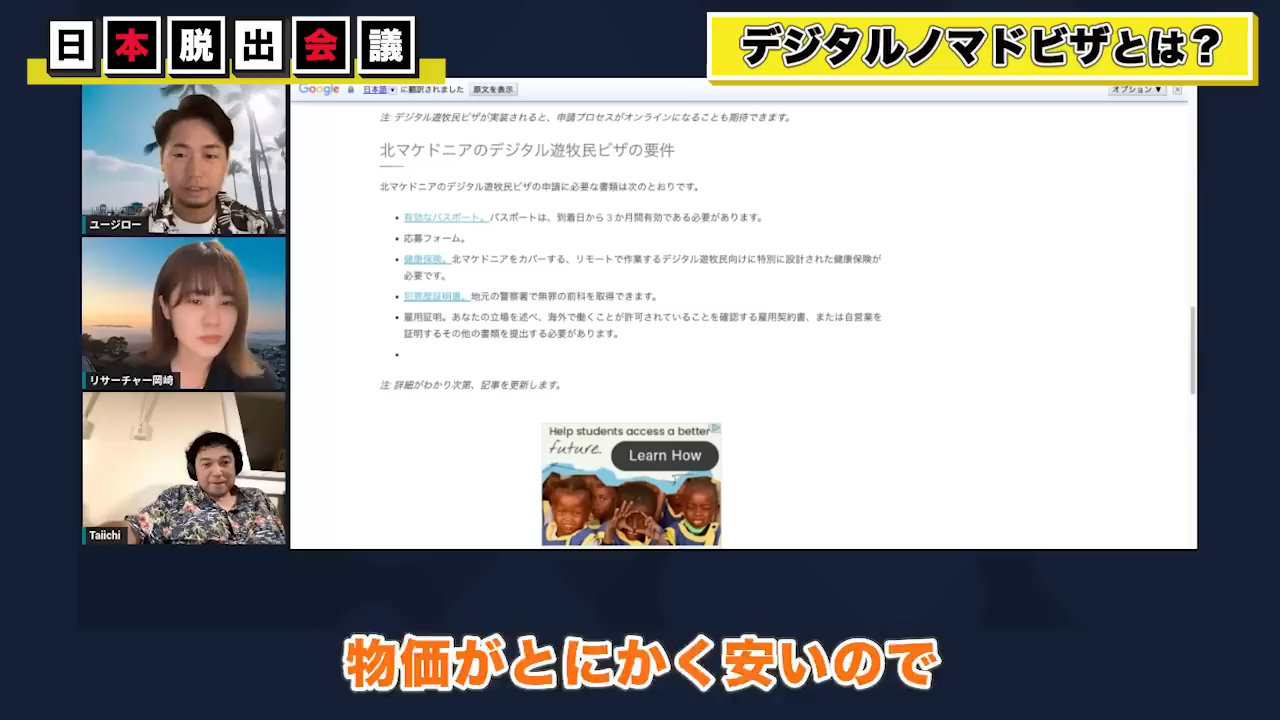 日本脱出会議
デジタルノマドビザとは？
Google 日本語 に翻訳されました 原文を表示 オプション ▼
注: デジタル遊牧民ビザが実装されると、申請プロセスがオンラインになることも期待できます。
北マケドニアのデジタル遊牧民ビザの要件
北マケドニアのデジタル遊牧民ビザの申請に必要な書類は次のとおりです。
有効なパスポート。パスポートは、到着日から 3 か月間有効である必要があります。
応募フォーム。
健康保険。北マケドニアをカバーする、リモートで作業するデジタル遊牧民向けに特別に設計された健康保険が
必要です。
犯罪歴証明書。地元の警察署で無罪の前科を取得できます。
雇用証明。あなたの立場を述べ、海外で働くことが許可されていることを確認する雇用契約書、または自営業を
証明するその他の書類を提出する必要があります。
注: 詳細がわかり次第、記事を更新します。
Help students access a better
future.
Learn How
ユージロー
リサーチャー岡崎
Taiichi
物価がとにかく安いので